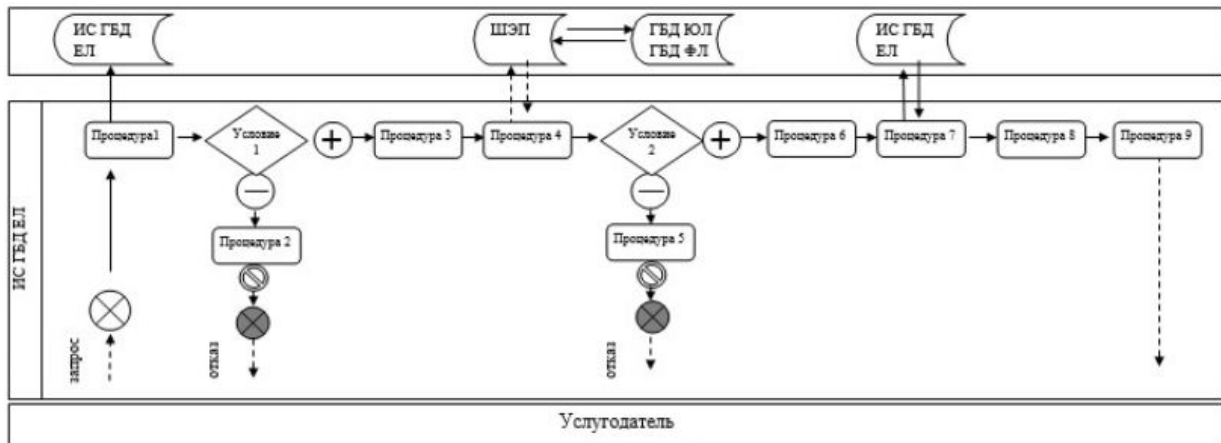 ИС ГБД
ЕЛ
ШЭП
ГБД ЮЛ
ГБД ФЛ
ИС ГБД
ЕЛ
ИС ГБД ЕЛ
Процедура1
Условие
1
Процедура 3
Процедура 4
Условие
2
Процедура 6
Процедура 7
Процедура 8
Процедура 9
Процедура 2
Процедура 5
запрос
отказ
отказ
Услугодатель